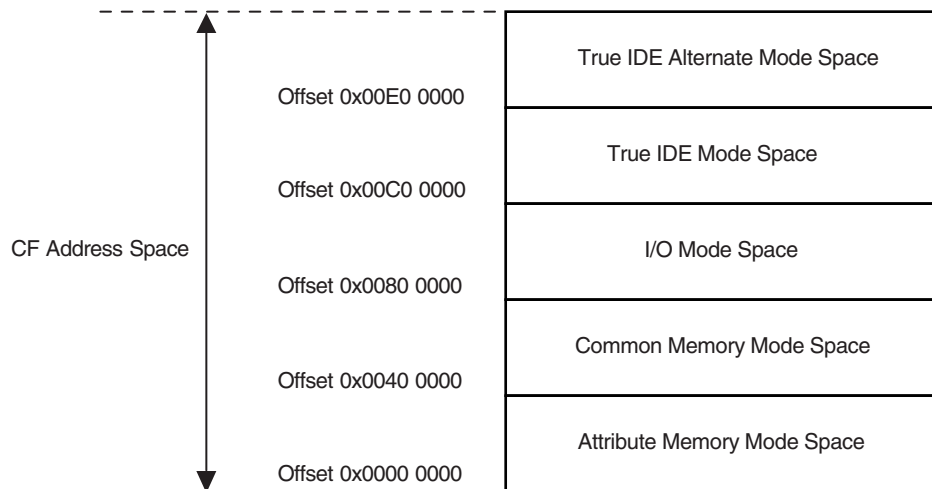 True IDE Alternate Mode Space
Offset 0x00E0 0000
True IDE Mode Space
Offset 0x00C0 0000
CF Address Space
I/O Mode Space
Offset 0x0080 0000
Common Memory Mode Space
Offset 0x0040 0000
Attribute Memory Mode Space
Offset 0x0000 0000